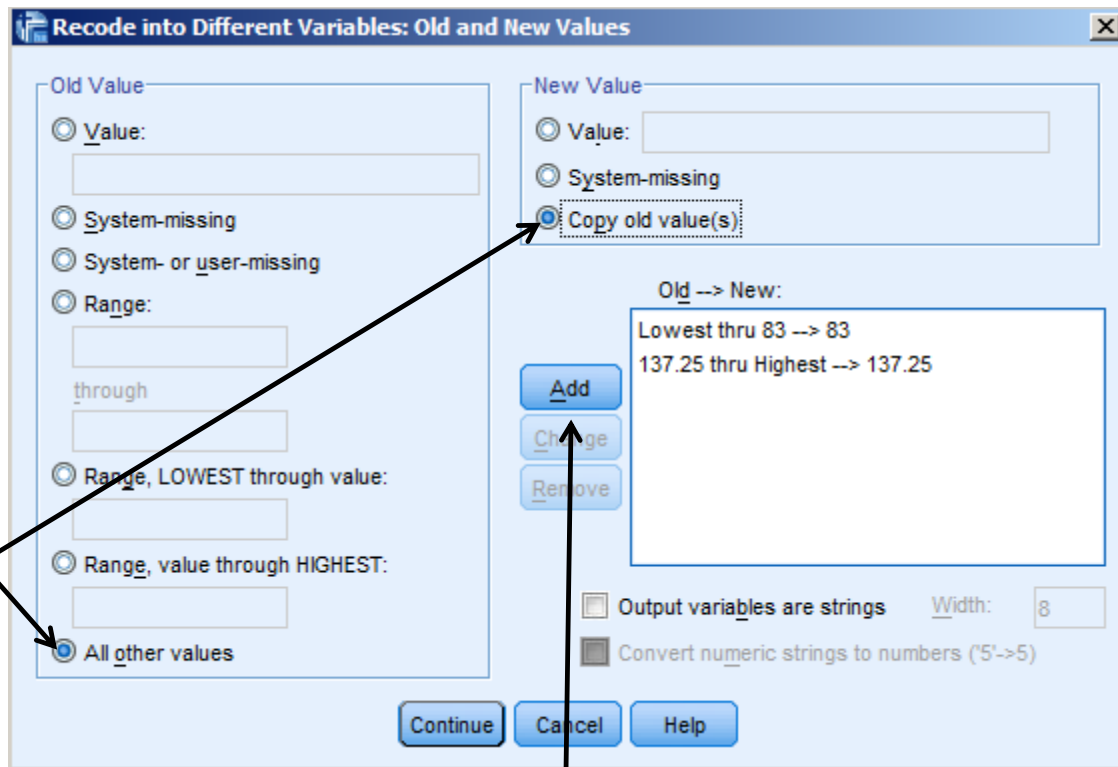 Recode into Different Variables: Old and New Values
Old Value
Value:
System-missing
System- or user-missing
Range:
through
Range, LOWEST through value:
Range, value through HIGHEST:
All other values
New Value
Value:
System-missing
Copy old value(s)
Old --> New:
Lowest thru 83 --> 83
137.25 thru Highest --> 137.25
Add
Change
Remove
Output variables are strings
Width:
8
Convert numeric strings to numbers ('5'->5)
Continue
Cancel
Help